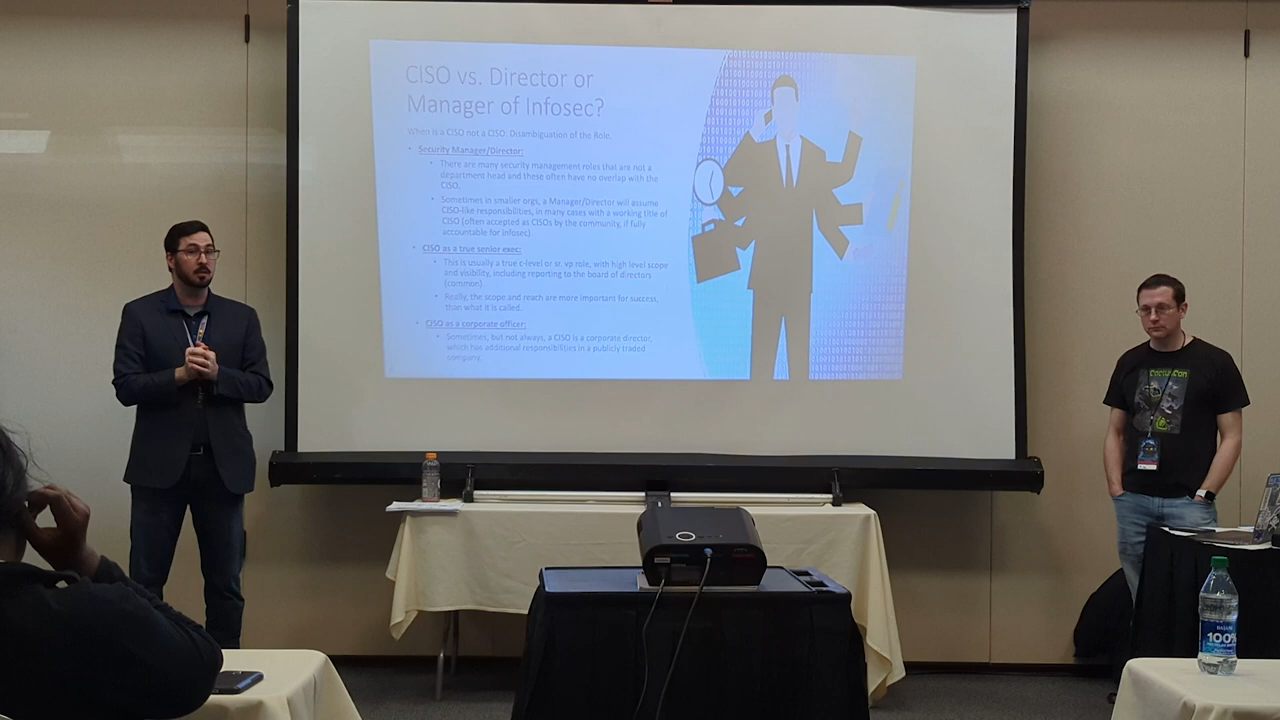 CISO vs. Director or
Manager of Infosec?
When is a CISO not a CISO: Disambiguation of the Role.
• Security Manager/Director:
• There are many security management roles that are not a
department head and these often have no overlap with the
CISO.
• Sometimes in smaller orgs, a Manager/Director will assume
CISO-like responsibilities, in many cases with a working title of
CISO (often accepted as CISOs by the community, if fully
accountable for infosec).
• CISO as a true senior exec:
• This is usually a true c-level or sr. vp role, with high level scope
and visibility, including reporting to the board of directors
(common).
• Really, the scope and reach are more important for success,
than what it is called.
• CISO as a corporate officer:
• Sometimes, but not always, a CISO is a corporate director,
which has additional responsibilities in a publicly traded
company.
CactusCon
DASANI
100%